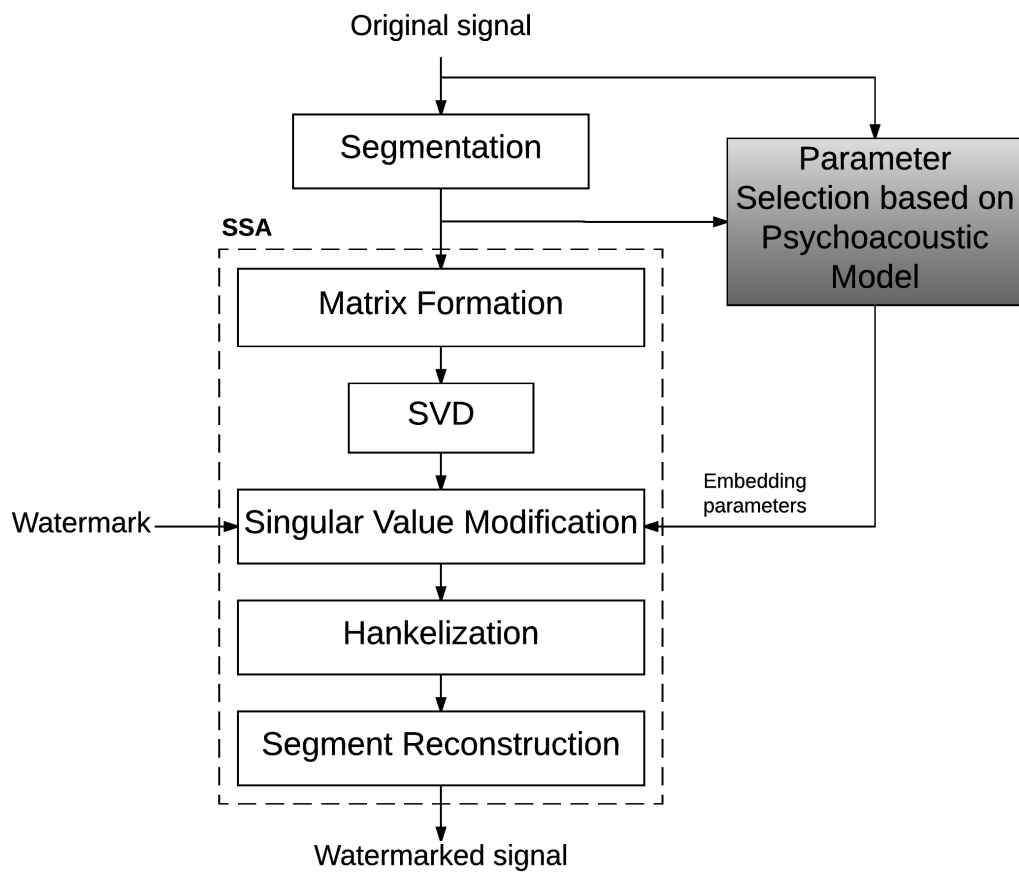 Original signal
Segmentation
Parameter
Selection based on
Psychoacoustic
Model
SSA
Matrix Formation
SVD
Embedding
parameters
Watermark
Singular Value Modification
Hankelization
Segment Reconstruction
Watermarked signal